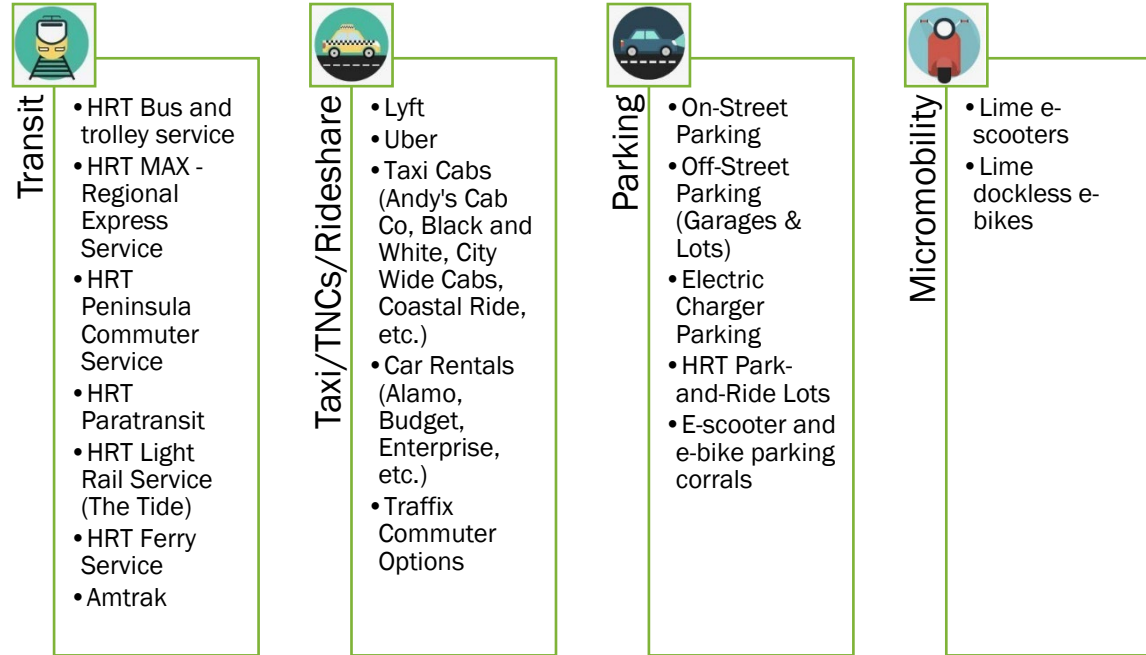 Transit
• HRT Bus and
trolley service
• HRT MAX -
Regional
Express
Service
• HRT
Peninsula
Commuter
Service
• HRT
Paratransit
• HRT Light
Rail Service
(The Tide)
• HRT Ferry
Service
• Amtrak
Taxi/TNCs/Rideshare
• Lyft
• Uber
• Taxi Cabs
(Andy's Cab
Co, Black and
White, City
Wide Cabs,
Coastal Ride,
etc.)
• Car Rentals
(Alamo,
Budget,
Enterprise,
etc.)
• Traffix
Commuter
Options
Parking
• On-Street
Parking
• Off-Street
Parking
(Garages &
Lots)
• Electric
Charger
Parking
• HRT Park-
and-Ride Lots
• E-scooter and
e-bike parking
corrals
Micromobility
• Lime e-
scooters
• Lime
dockless e-
bikes